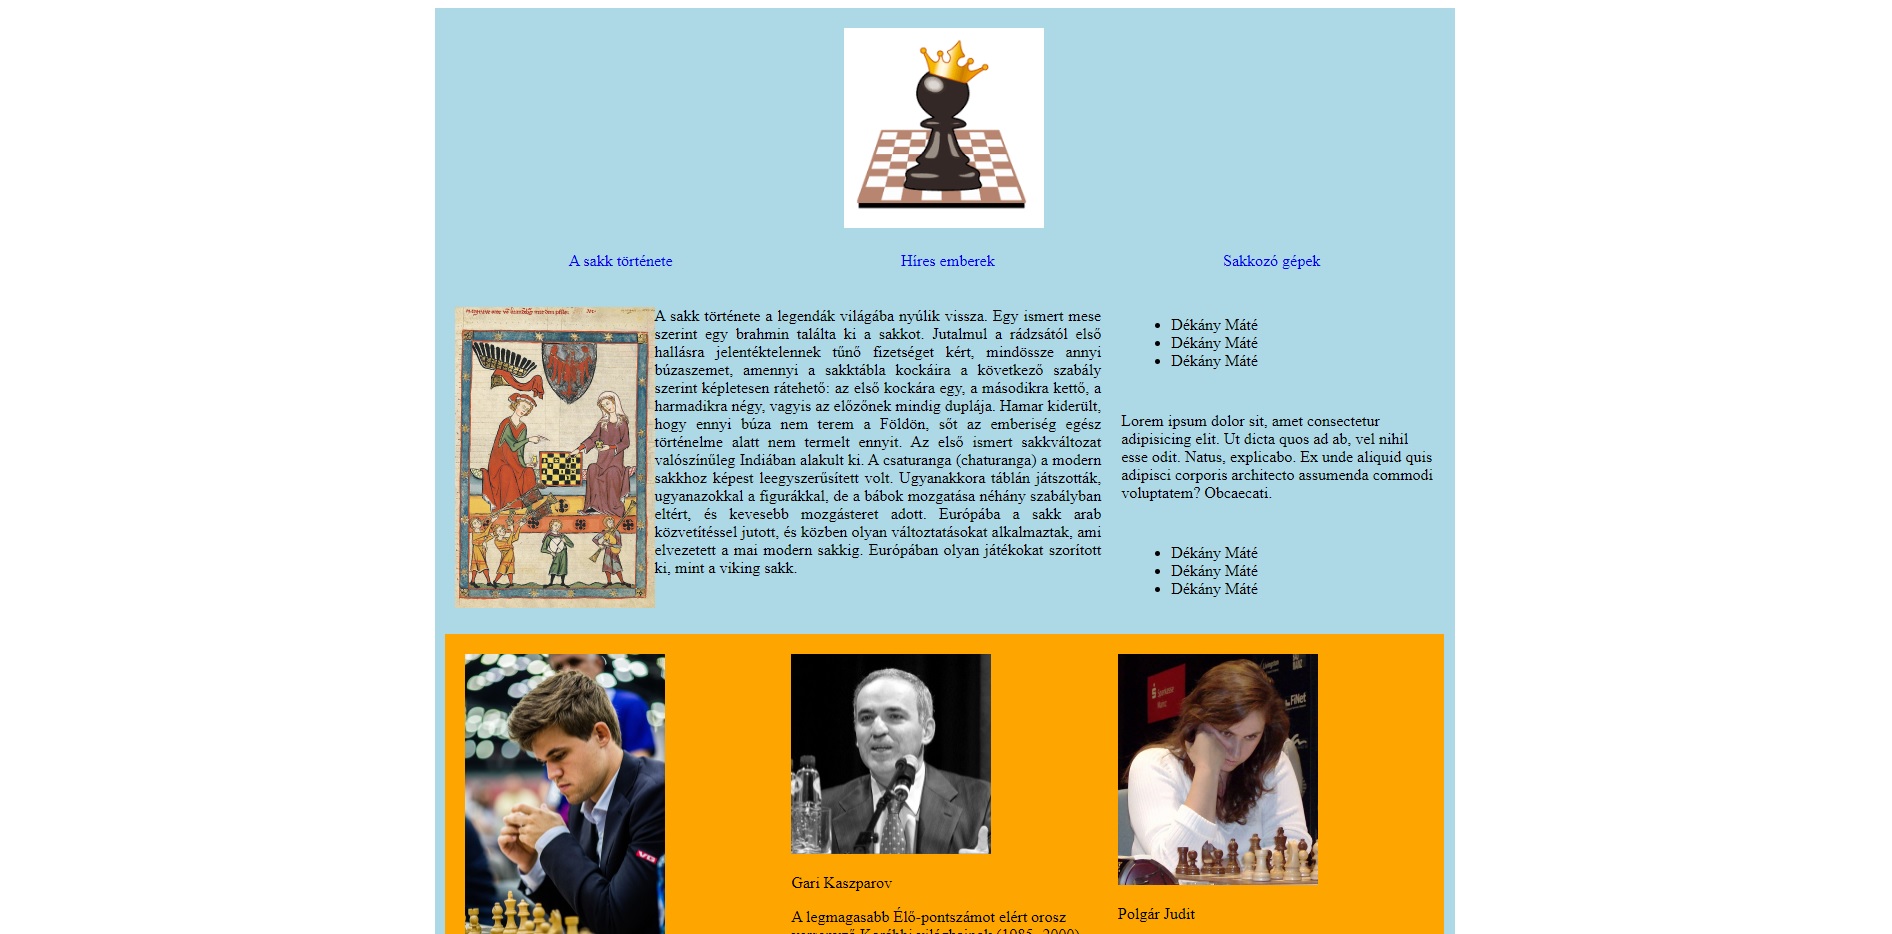 A sakk története
Híres emberek
Sakkozó gépek
A sakk története a legendák világába nyúlik vissza. Egy ismert mese
szerint egy brahmin találta ki a sakkot. Jutalmul a rádzsától első
hallásra jelentéktelennek tűnő fizetséget kért, mindössze annyi
búzaszemet, amennyi a sakktábla kockáira a következő szabály
szerint képletesen rátehető: az első kockára egy, a másodikra kettő, a
harmadikra négy, vagyis az előzőnek mindig duplája. Hamar kiderült,
hogy ennyi búza nem terem a Földön, sőt az emberiség egész
történelme alatt nem termelt ennyit. Az első ismert sakkváltozat
valószínűleg Indiában alakult ki. A csaturanga (chaturanga) a modern
sakkhoz képest leegyszerűsített volt. Ugyanakkora táblán játszották,
ugyanazokkal a figurákkal, de a bábok mozgatása néhány szabályban
eltért, és kevesebb mozgásteret adott. Európába a sakk arab
közvetítéssel jutott, és közben olyan változtatásokat alkalmaztak, ami
elvezetett a mai modern sakkig. Európában olyan játékokat szorított
ki, mint a viking sakk.
Dékány Máté
Dékány Máté
Dékány Máté
Lorem ipsum dolor sit, amet consectetur
adipisicing elit. Ut dicta quos ad ab, vel nihil
esse odit. Natus, explicabo. Ex unde aliquid quis
adipisci corporis architecto assumenda commodi
voluptatem? Obcaecati.
Dékány Máté
Dékány Máté
Dékány Máté
Gari Kaszparov
A legmagasabb Élő-pontszámot elért orosz
Polgár Judit
FiNet